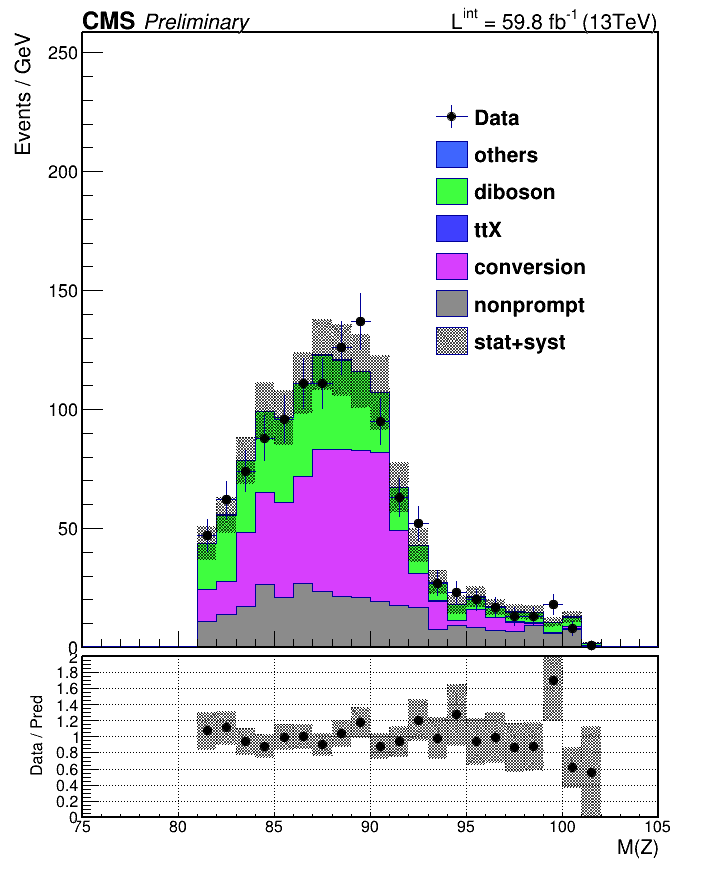 CMS Preliminary
L^int = 59.8 fb^-1 (13TeV)
Events / GeV
250
200
150
100
50
0
Data
others
diboson
ttX
conversion
nonprompt
stat+syst
Data / Pred
2
1.8
1.6
1.4
1.2
1
0.8
0.6
0.4
0.2
0
75 80 85 90 95 100 105
M(Z)